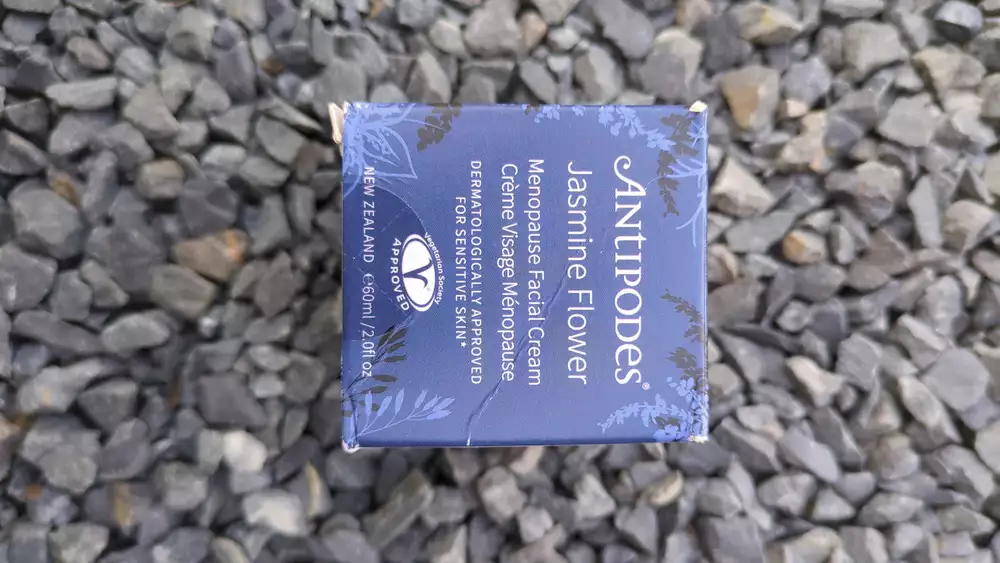 ANTIPODES®
Jasmine Flower
Menopause Facial Cream
Crème Visage Ménopause
DERMATOLOGICALLY APPROVED
FOR SENSITIVE SKIN*
Vegetarian Society
APPROVED
NEW ZEALAND ℮60ml / 2.0fl oz